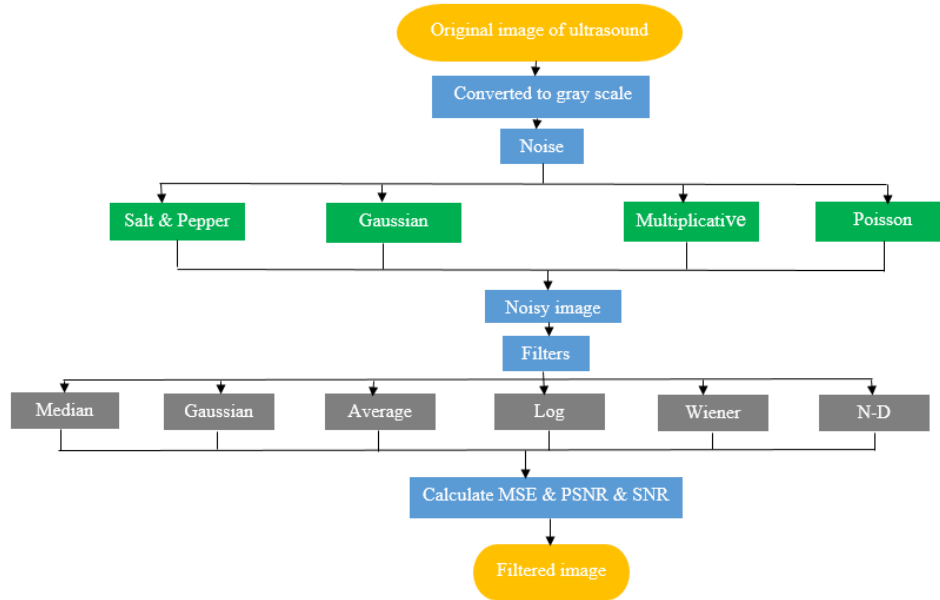 Original image of ultrasound
Converted to gray scale
Noise
Salt & Pepper
Gaussian
Multiplicative
Poisson
Noisy image
Filters
Median
Gaussian
Average
Log
Wiener
N-D
Calculate MSE & PSNR & SNR
Filtered image